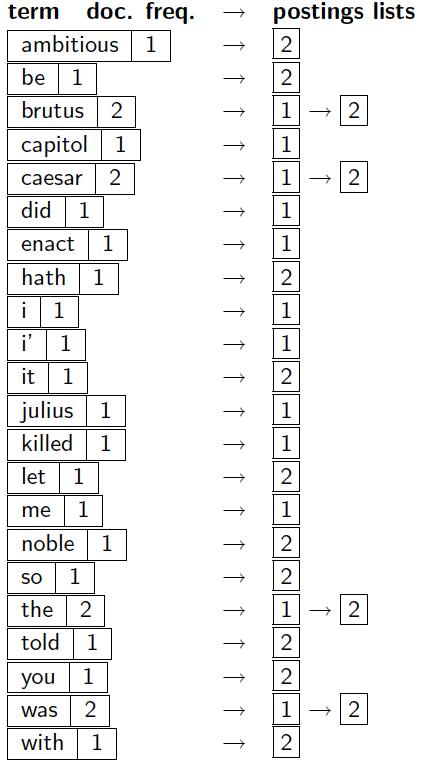 term doc. freq. → postings lists
ambitious 1 → 2
be 1 → 2
brutus 2 → 1 → 2
capitol 1 → 1
caesar 2 → 1 → 2
did 1 → 1
enact 1 → 1
hath 1 → 2
i 1 → 1
i' 1 → 1
it 1 → 2
julius 1 → 1
killed 1 → 1
let 1 → 2
me 1 → 1
noble 1 → 2
so 1 → 2
the 2 → 1 → 2
told 1 → 2
you 1 → 2
was 2 → 1 → 2
with 1 → 2